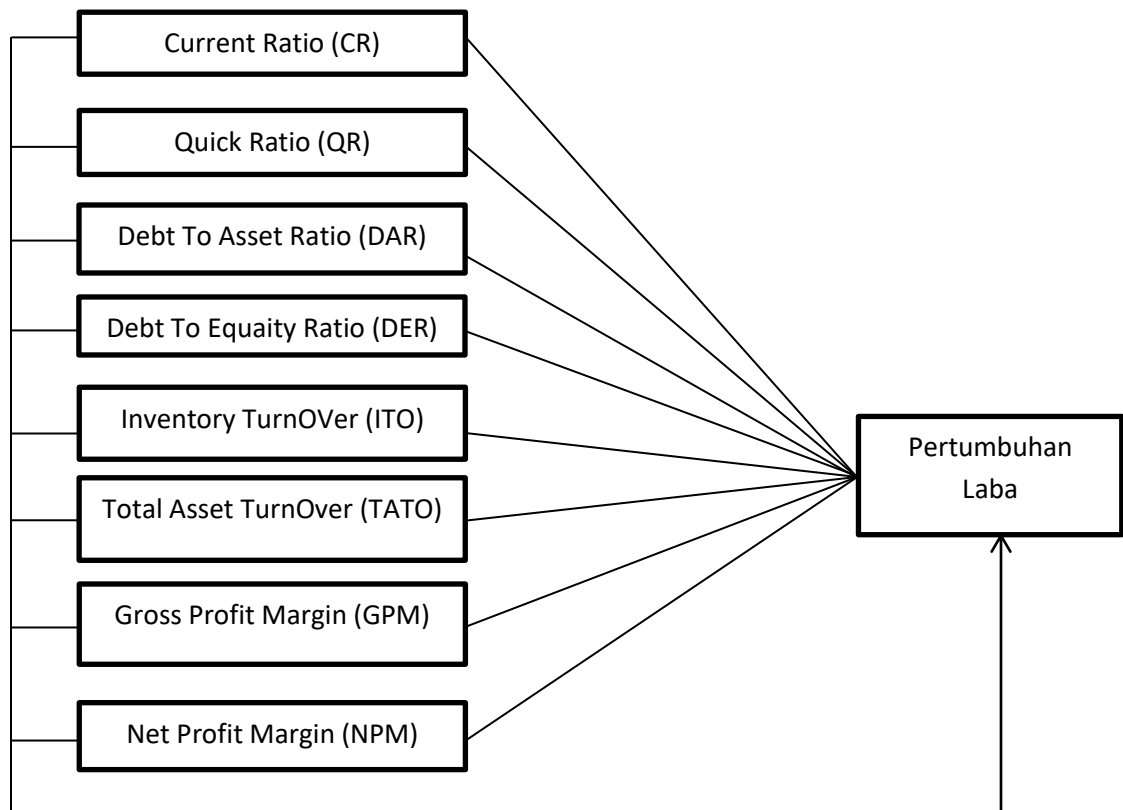 Current Ratio (CR)
Quick Ratio (QR)
Debt To Asset Ratio (DAR)
Debt To Equaity Ratio (DER)
Inventory TurnOVer (ITO)
Total Asset TurnOver (TATO)
Gross Profit Margin (GPM)
Net Profit Margin (NPM)
Pertumbuhan
Laba